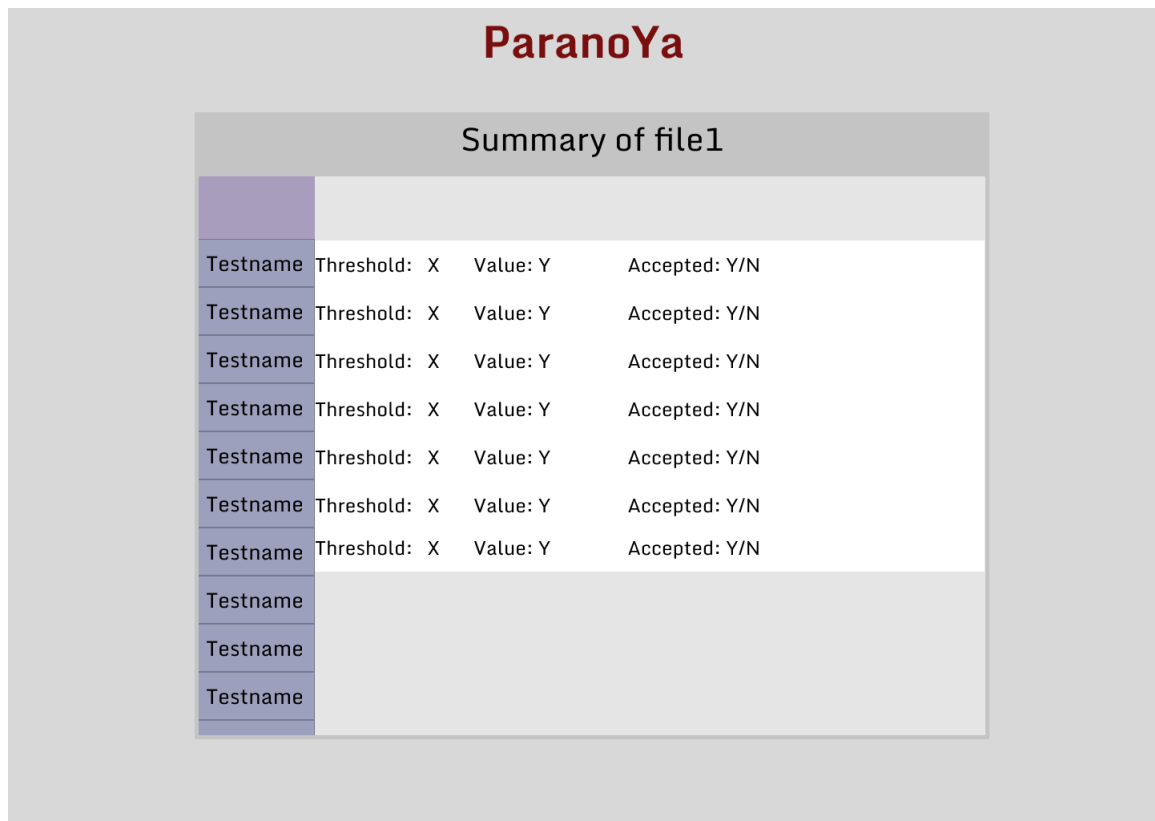 ParanoYa
Summary of file1
Testname Threshold: X Value: Y Accepted: Y/N
Testname Threshold: X Value: Y Accepted: Y/N
Testname Threshold: X Value: Y Accepted: Y/N
Testname Threshold: X Value: Y Accepted: Y/N
Testname Threshold: X Value: Y Accepted: Y/N
Testname Threshold: X Value: Y Accepted: Y/N
Testname Threshold: X Value: Y Accepted: Y/N
Testname
Testname
Testname